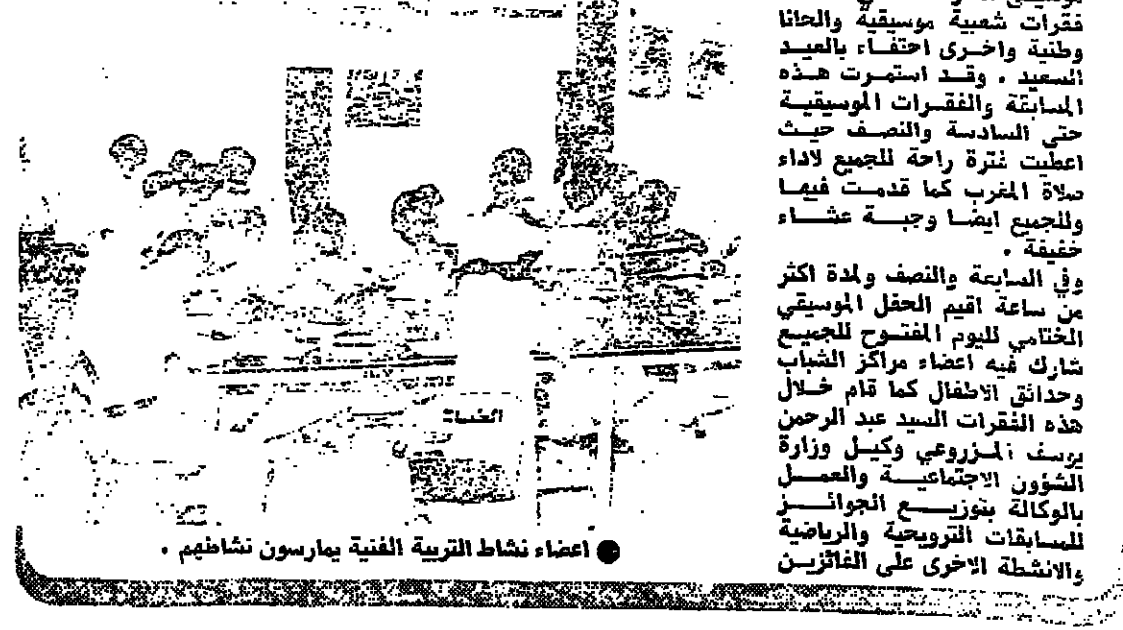 فقرات شعبية موسيقية والحانا
وطنية واخرى احتفاء بالعيد
السعيد . وقد استمرت هذه
المسابقة والفقرات الموسيقية
حتى السادسة والنصف حيث
اعطيت فترة راحة للجميع لاداء
صلاة المغرب كما قدمت فيها
وللجميع ايضا وجبة عشاء
خفيفة .
وفي السابعة والنصف ولمدة اكثر
من ساعة اقيم الحفل الموسيقي
الختامي لليوم المفتوح للجميع
شارك فيه اعضاء مراكز الشباب
وحدائق الاطفال كما قام خلال
هذه الفقرات السيد عبد الرحمن
يوسف المزروعي وكيل وزارة
الشؤون الاجتماعية والعمل
بالوكالة بتوزيع الجوائز
للمسابقات الترويحية والرياضية
والانشطة الاخرى على الفائزين
اعضاء نشاط التربية الفنية يمارسون نشاطهم .